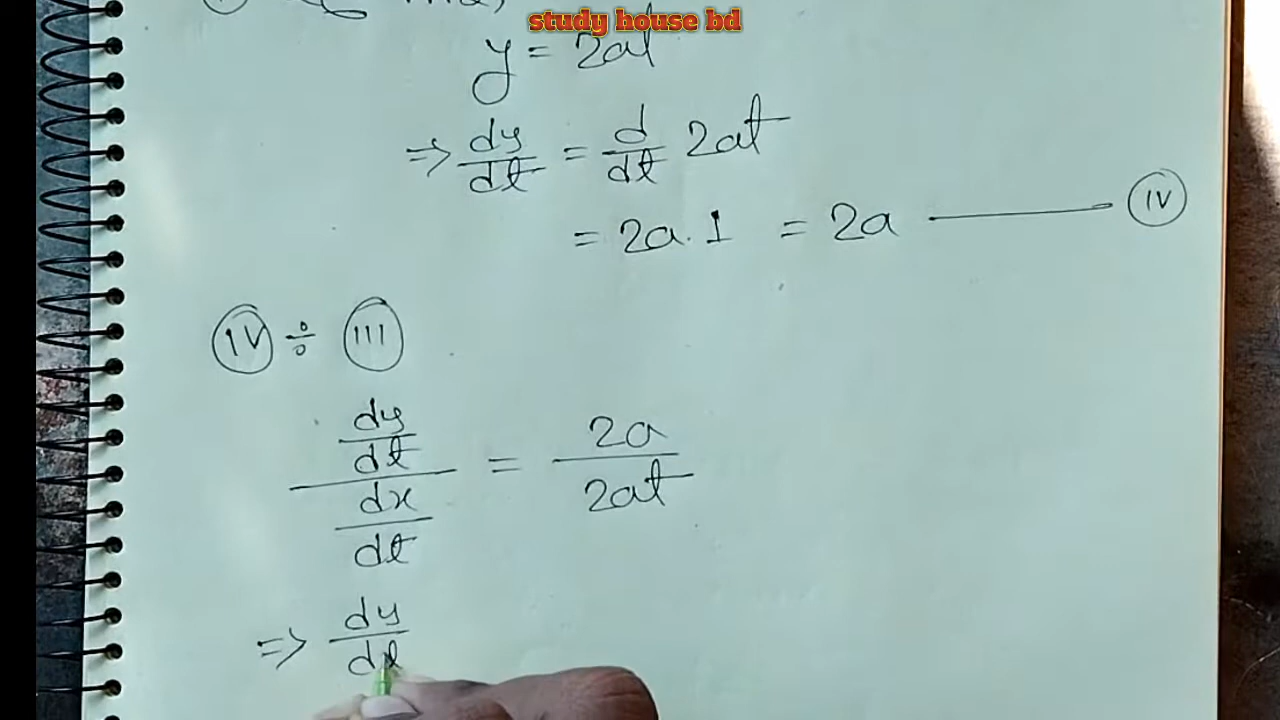 study house bd
y = 2at
⇒ dy/dt = d/dt 2at
= 2a.1 = 2a ——— (IV)
(IV) ÷ (III)
(dy/dt)/(dx/dt) = 2a/2at
⇒ dy/